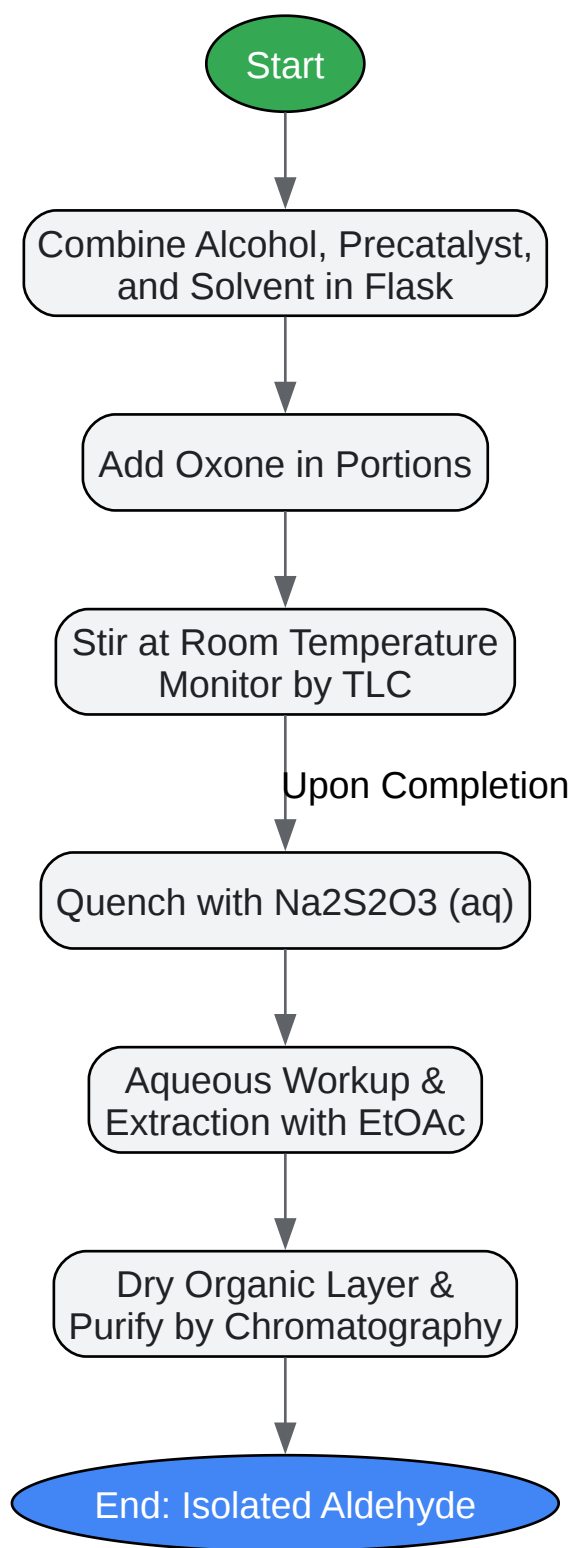 Start
Combine Alcohol, Precatalyst,
and Solvent in Flask
Add Oxone in Portions
Stir at Room Temperature
Monitor by TLC
Upon Completion
Quench with Na2S2O3 (aq)
Aqueous Workup &
Extraction with EtOAc
Dry Organic Layer &
Purify by Chromatography
End: Isolated Aldehyde